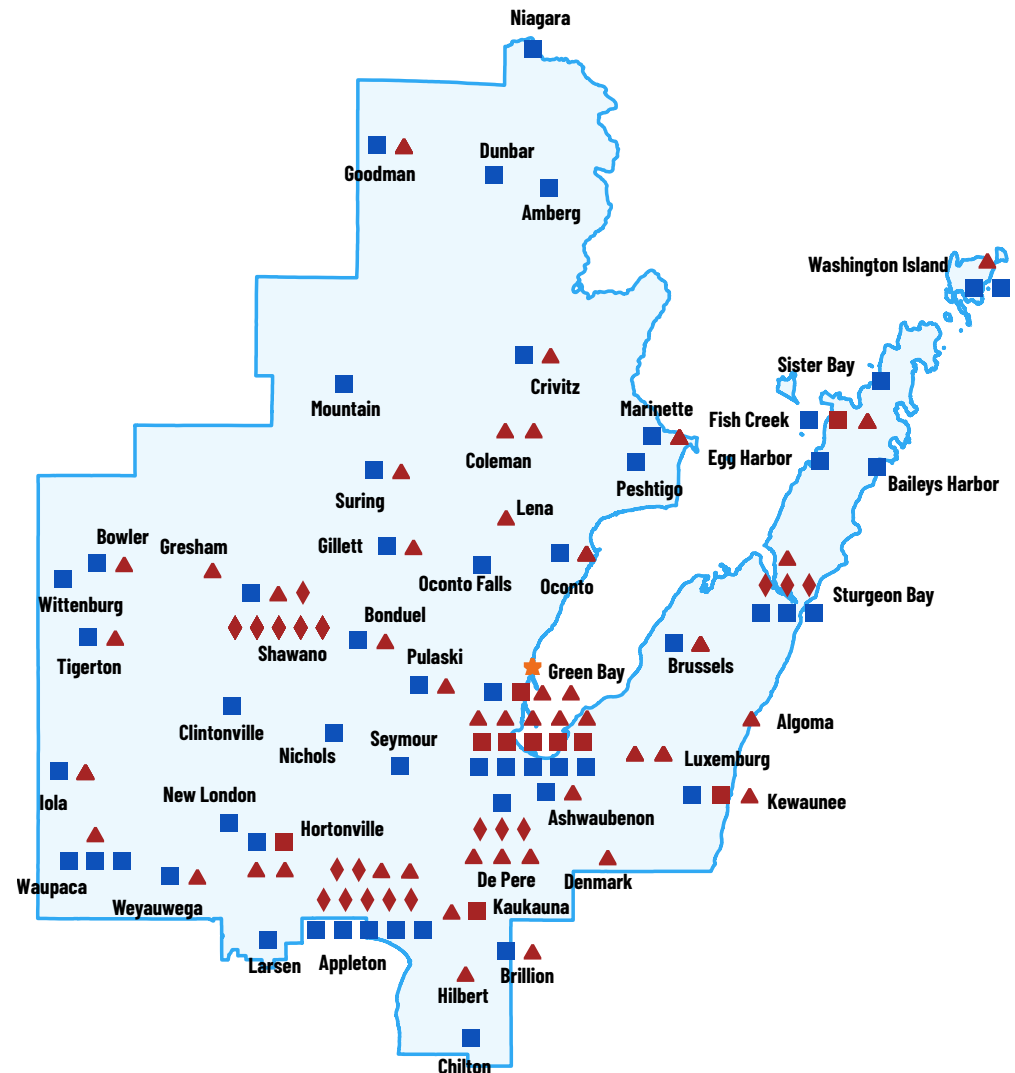 Niagara
Goodman
Dunbar
Amberg
Washington Island
Crivitz
Sister Bay
Mountain
Marinette
Fish Creek
Coleman
Egg Harbor
Suring
Peshtigo
Baileys Harbor
Lena
Bowler
Gresham
Gillett
Oconto Falls
Oconto
Wittenburg
Sturgeon Bay
Bonduel
Shawano
Tigerton
Pulaski
Green Bay
Brussels
Clintonville
Nichols
Seymour
Algoma
Luxemburg
Iola
New London
Hortonville
Ashwaubenon
Kewaunee
Waupaca
Weyauwega
De Pere
Denmark
Kaukauna
Larsen
Appleton
Brillion
Hilbert
Chilton